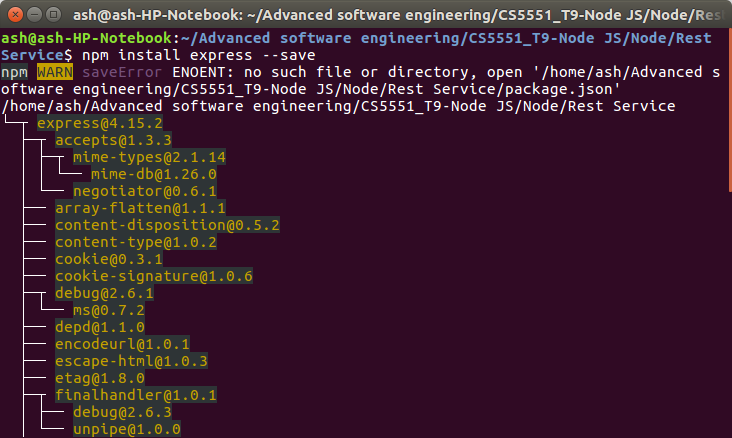 ash@ash-HP-Notebook: ~/Advanced software engineering/CS5551_T9-Node JS/Node/Rest
ash@ash-HP-Notebook:~/Advanced software engineering/CS5551_T9-Node JS/Node/Rest
Service$ npm install express --save
npm WARN saveError ENOENT: no such file or directory, open '/home/ash/Advanced s
oftware engineering/CS5551_T9-Node JS/Node/Rest Service/package.json'
/home/ash/Advanced software engineering/CS5551_T9-Node JS/Node/Rest Service
express@4.15.2
accepts@1.3.3
mime-types@2.1.14
mime-db@1.26.0
negotiator@0.6.1
array-flatten@1.1.1
content-disposition@0.5.2
content-type@1.0.2
cookie@0.3.1
cookie-signature@1.0.6
debug@2.6.1
ms@0.7.2
depd@1.1.0
encodeurl@1.0.1
escape-html@1.0.3
etag@1.8.0
finalhandler@1.0.1
debug@2.6.3
unpipe@1.0.0